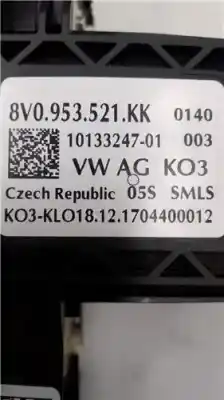 8V0.953.521.KK 0140
10133247-01 003
VW AG KO3
Czech Republic 05S SMLS
KO3-KLO18.12.1704400012